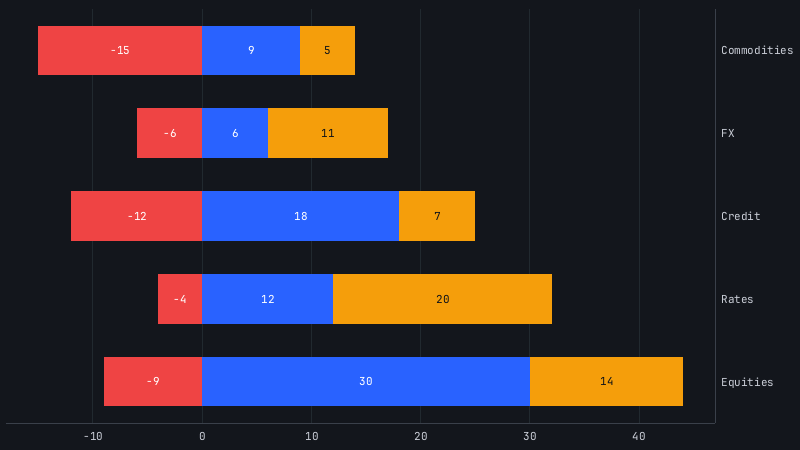 -15 9 5 Commodities
-6 6 11 FX
-12 18 7 Credit
-4 12 20 Rates
-9 30 14 Equities
-10 0 10 20 30 40